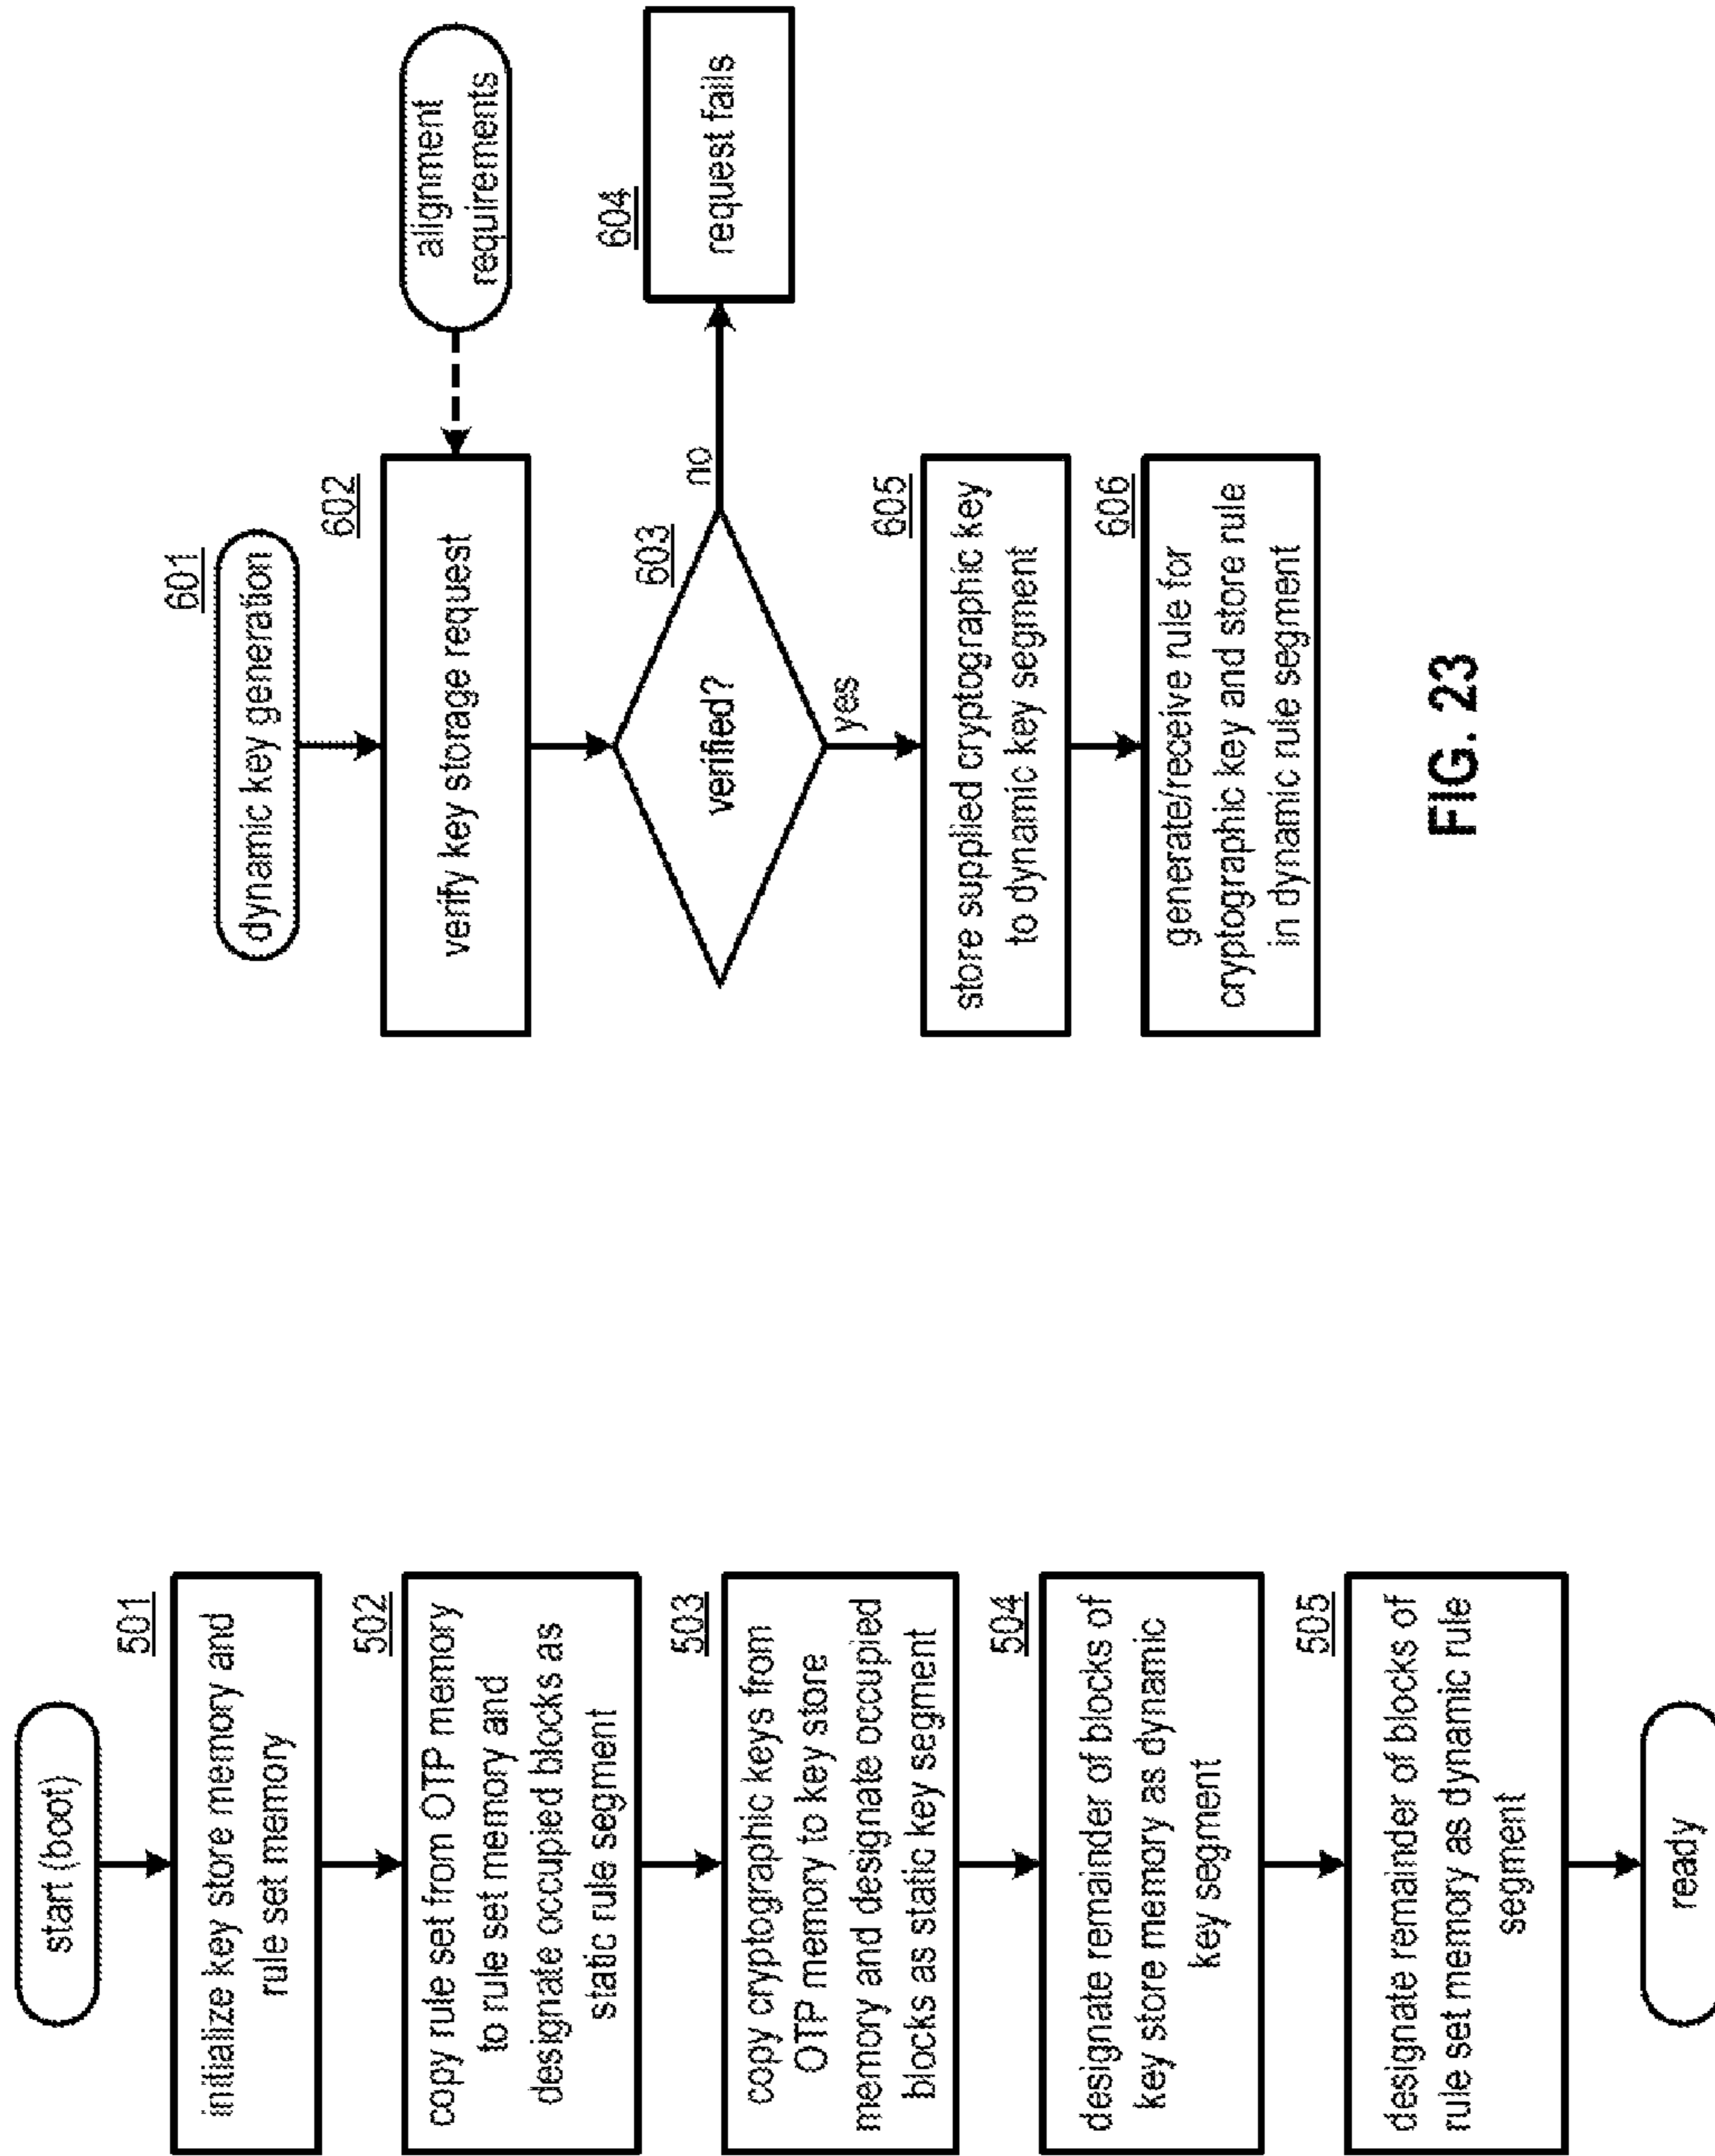 start (boot)
501
initialize key store memory and
rule set memory
502
copy rule set from OTP memory
to rule set memory and
designate occupied blocks as
static rule segment
503
copy cryptographic keys from
OTP memory to key store
memory and designate occupied
blocks as static key segment
504
designate remainder of blocks of
key store memory as dynamic
key segment
505
designate remainder of blocks of
rule set memory as dynamic rule
segment
ready
601
dynamic key generation
alignment
requirements
602
verify key storage request
603
verified?
no
604
request fails
yes
605
store supplied cryptographic key
to dynamic key segment
606
generate/receive rule for
cryptographic key and store rule
in dynamic rule segment
FIG. 23